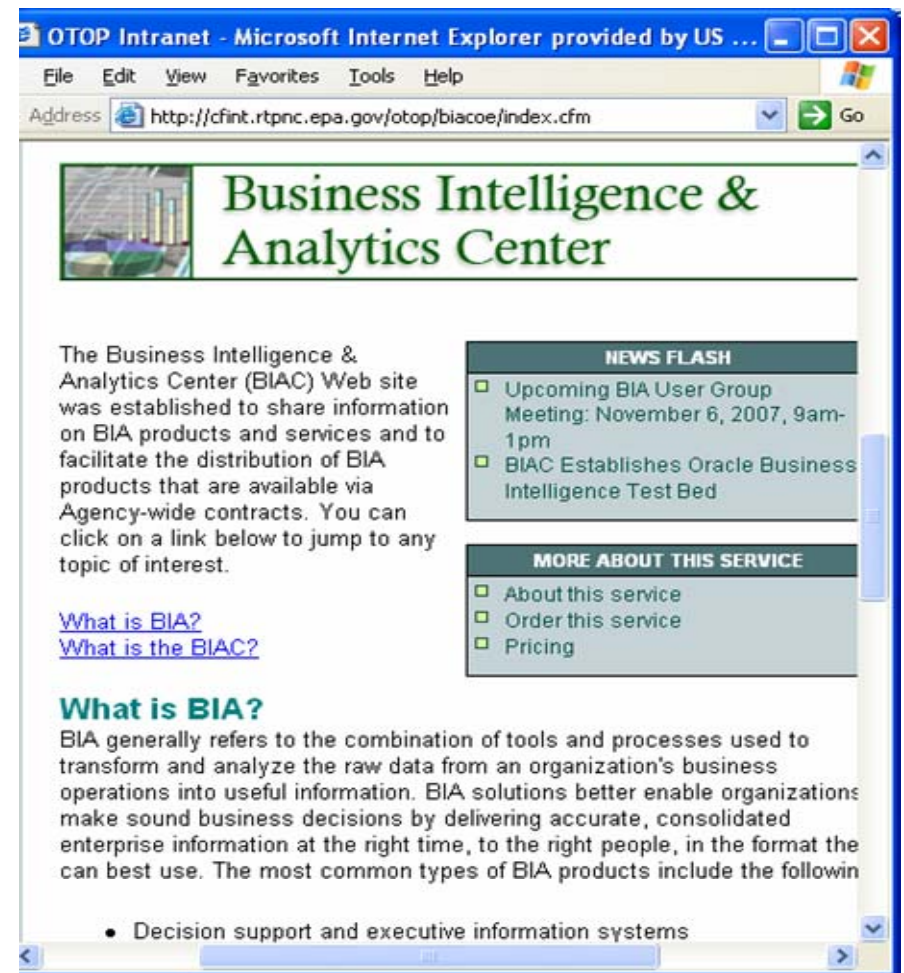 OTOP Intranet - Microsoft Internet Explorer provided by US ...
File Edit View Favorites Tools Help
Address http://cfint.rtpnc.epa.gov/otop/biacoe/index.cfm Go
Business Intelligence &
Analytics Center
The Business Intelligence &
Analytics Center (BIAC) Web site
was established to share information
on BIA products and services and to
facilitate the distribution of BIA
products that are available via
Agency-wide contracts. You can
click on a link below to jump to any
topic of interest.
What is BIA?
What is the BIAC?
NEWS FLASH
Upcoming BIA User Group
Meeting: November 6, 2007, 9am-
1pm
BIAC Establishes Oracle Business
Intelligence Test Bed
MORE ABOUT THIS SERVICE
About this service
Order this service
Pricing
What is BIA?
BIA generally refers to the combination of tools and processes used to
transform and analyze the raw data from an organization's business
operations into useful information. BIA solutions better enable organizations
make sound business decisions by delivering accurate, consolidated
enterprise information at the right time, to the right people, in the format the
can best use. The most common types of BIA products include the followin
• Decision support and executive information systems